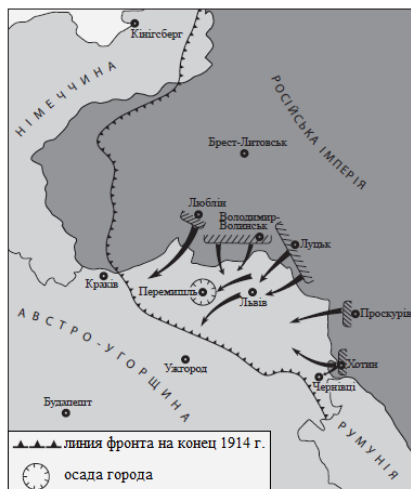 Кінігсберг
НІМЕЧЧИНА
РОСІЙСЬКА ІМПЕРІЯ
Брест-Литовськ
Люблін
Володимир-
Волинськ
Луцьк
Краків
Перемишль
Львів
Проскурів
АВСТРО-УГОРЩИНА
Ужгород
Хотин
Чернівці
Будапешт
РУМУНІЯ
линия фронта на конец 1914 г.
осада города